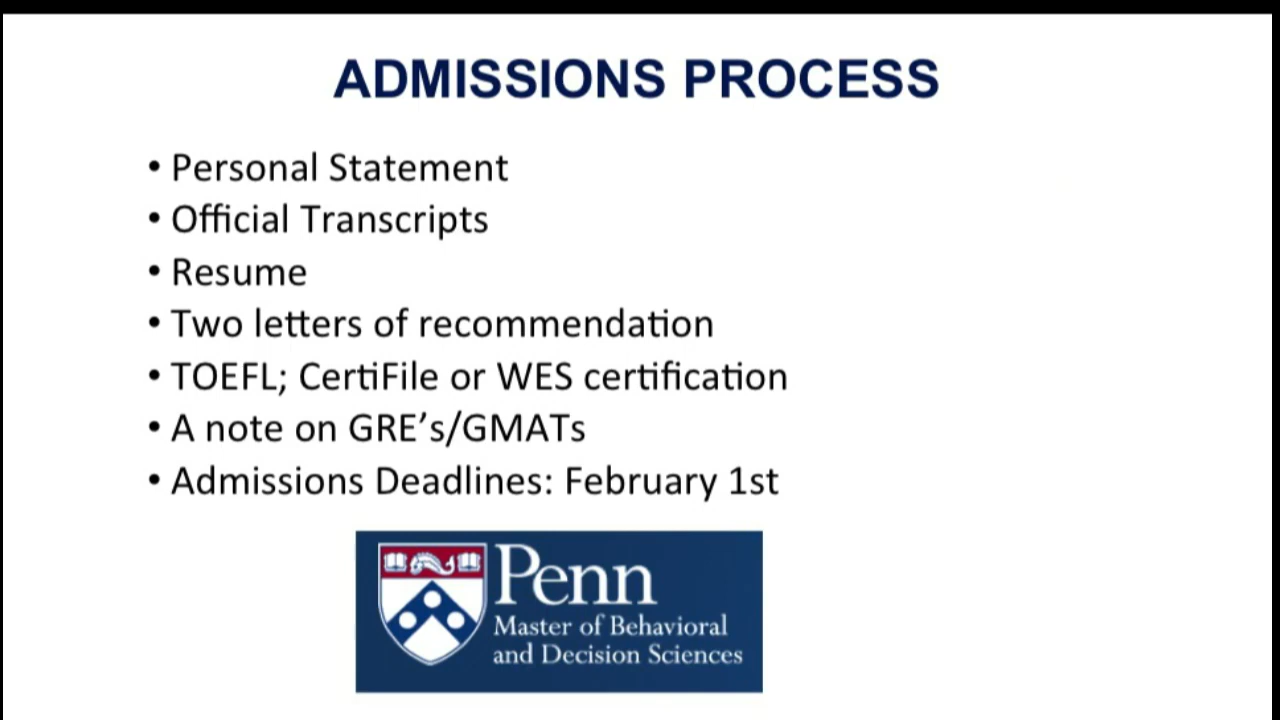 ADMISSIONS PROCESS
• Personal Statement
• Official Transcripts
• Resume
• Two letters of recommendation
• TOEFL; CertiFile or WES certification
• A note on GRE’s/GMATs
• Admissions Deadlines: February 1st
Penn
Master of Behavioral
and Decision Sciences